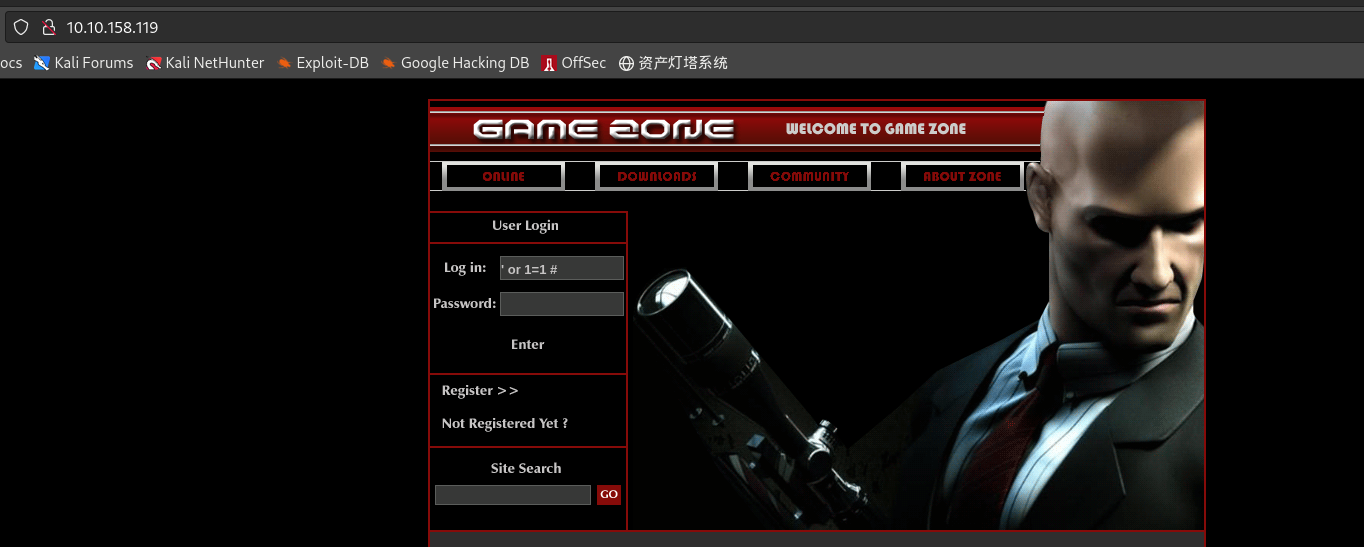 10.10.158.119
ocs Kali Forums Kali NetHunter Exploit-DB Google Hacking DB OffSec 资产灯塔系统
GAME ZONE WELCOME TO GAME ZONE
ONLINE DOWNLOADS COMMUNITY ABOUT ZONE
User Login
Log in: ' or 1=1 #
Password:
Enter
Register >>
Not Registered Yet ?
Site Search
GO